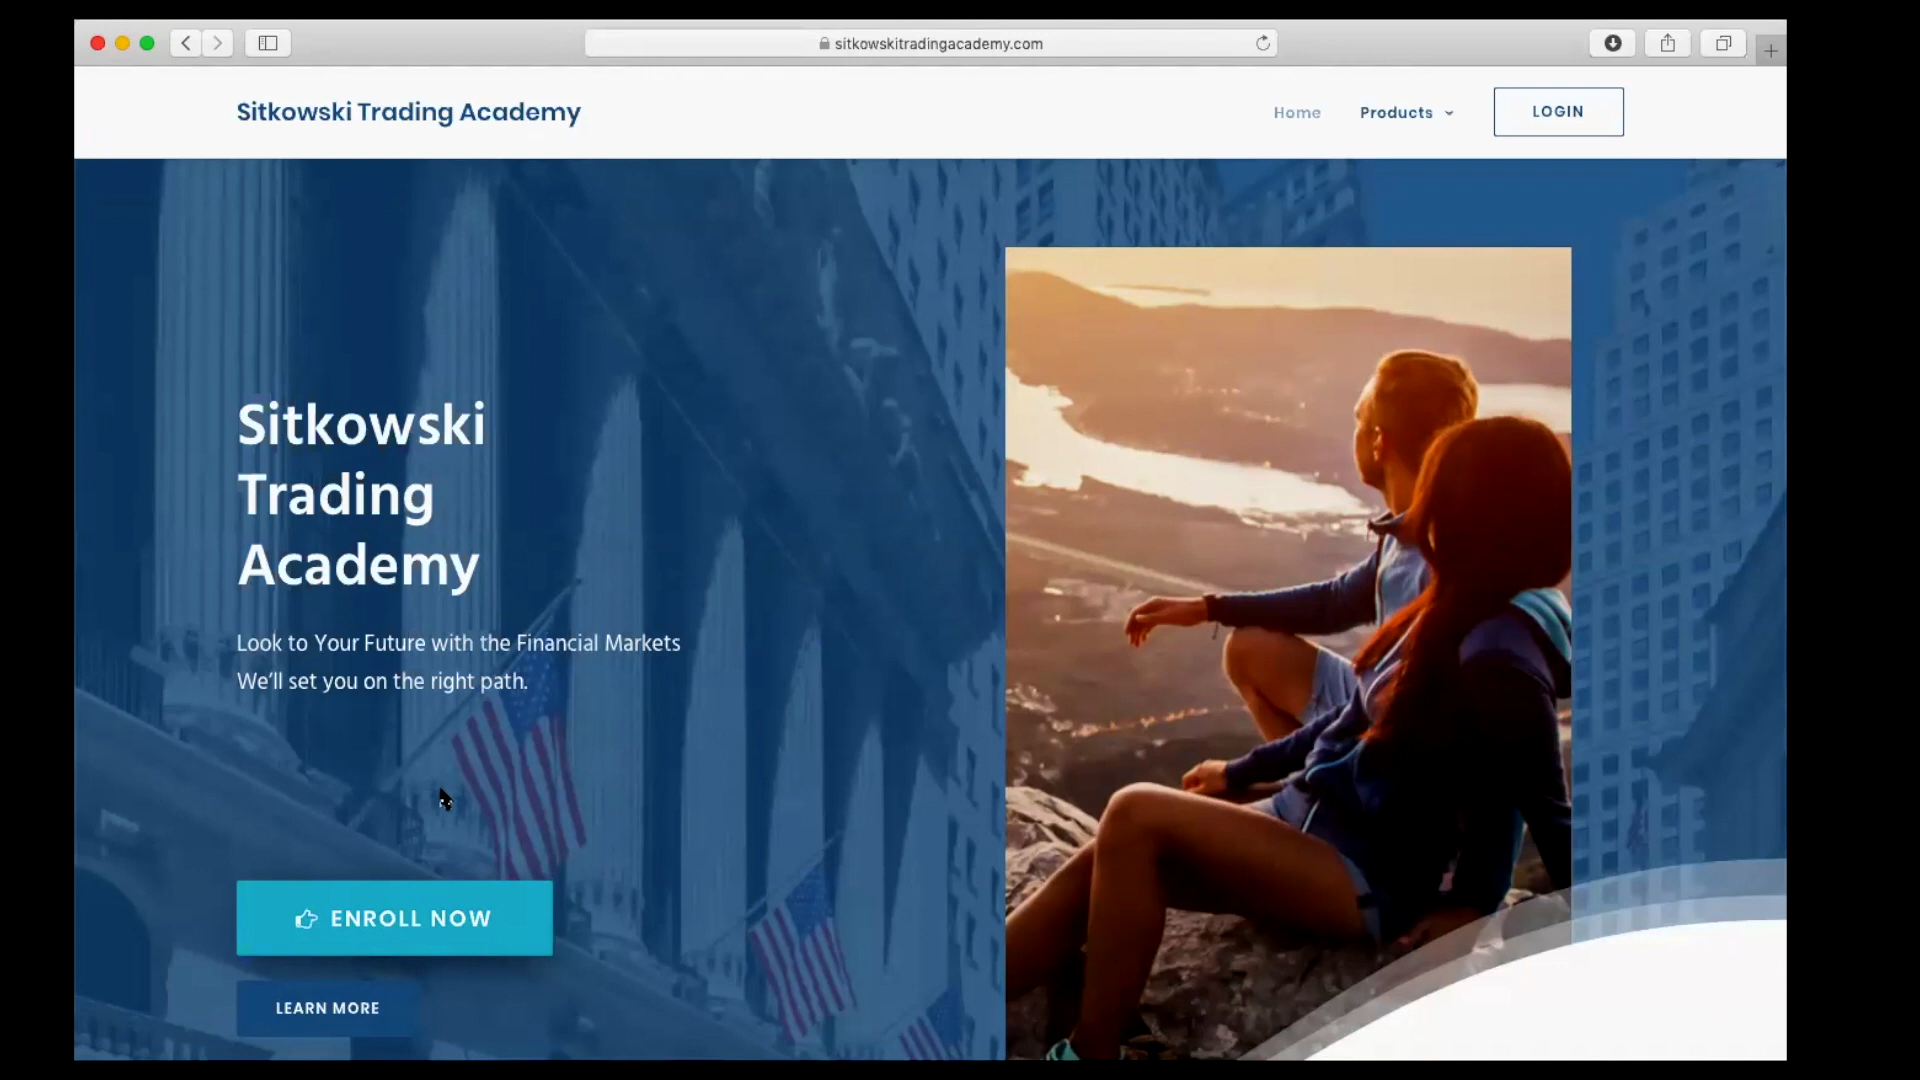 sitkowskitradingacademy.com
Sitkowski Trading Academy
Home
Products
LOGIN
Sitkowski
Trading
Academy
Look to Your Future with the Financial Markets
We'll set you on the right path.
ENROLL NOW
LEARN MORE